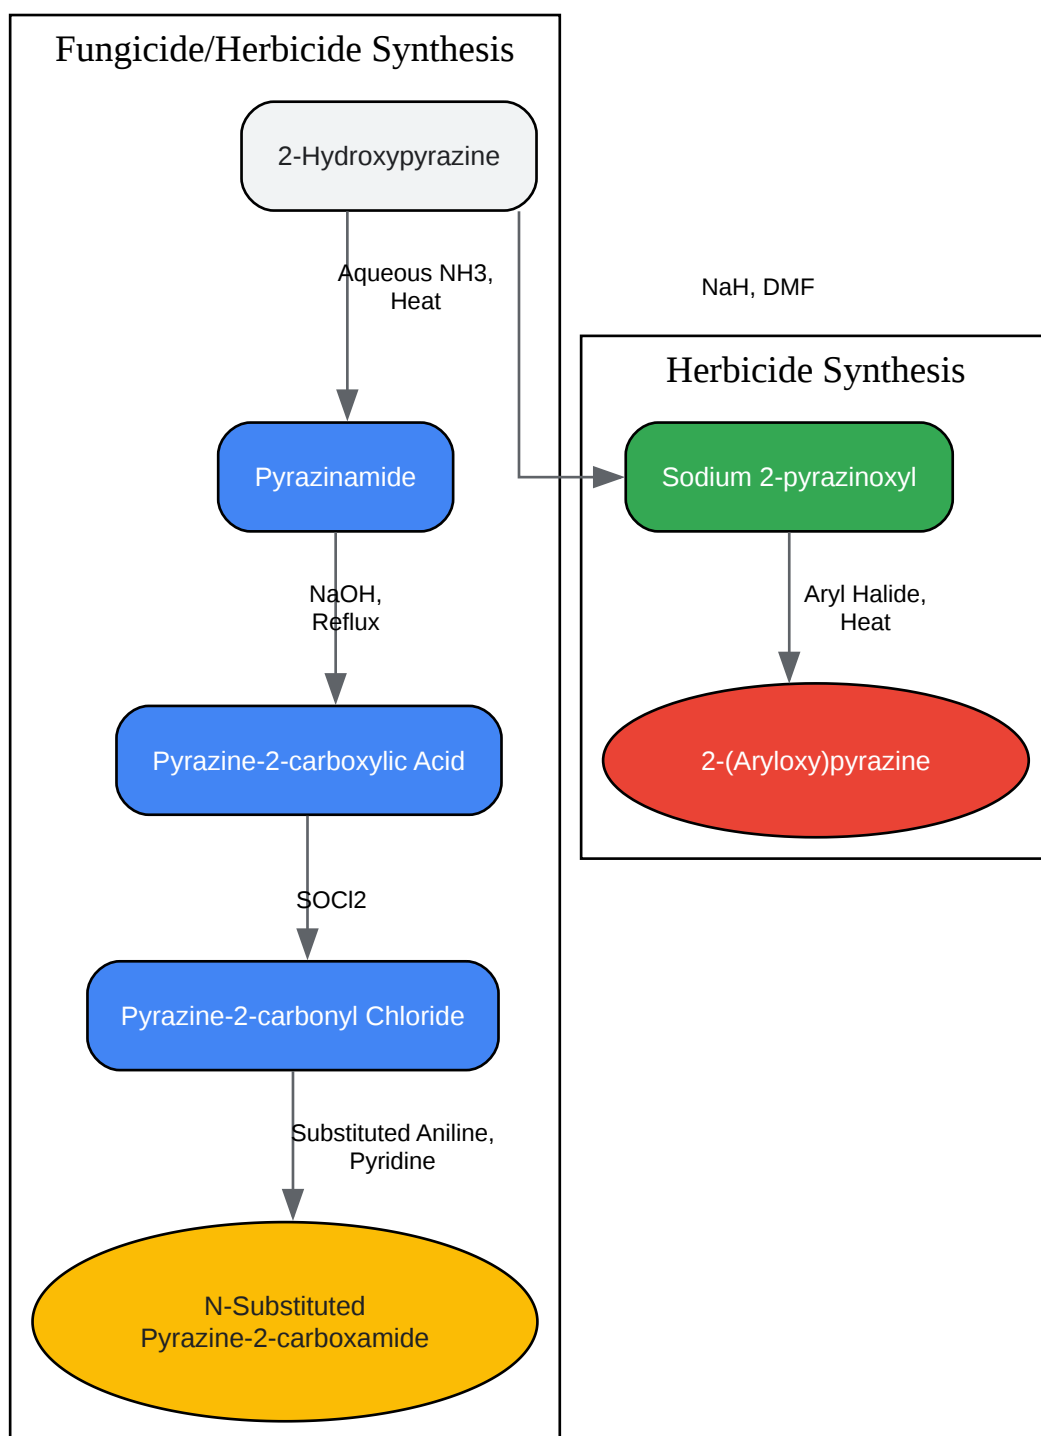 Fungicide/Herbicide Synthesis
2-Hydroxypyrazine
Aqueous NH3,
Heat
NaH, DMF
Herbicide Synthesis
Pyrazinamide
Sodium 2-pyrazinoxyl
NaOH,
Reflux
Aryl Halide,
Heat
Pyrazine-2-carboxylic Acid
2-(Aryloxy)pyrazine
SOCl2
Pyrazine-2-carbonyl Chloride
Substituted Aniline,
Pyridine
N-Substituted
Pyrazine-2-carboxamide